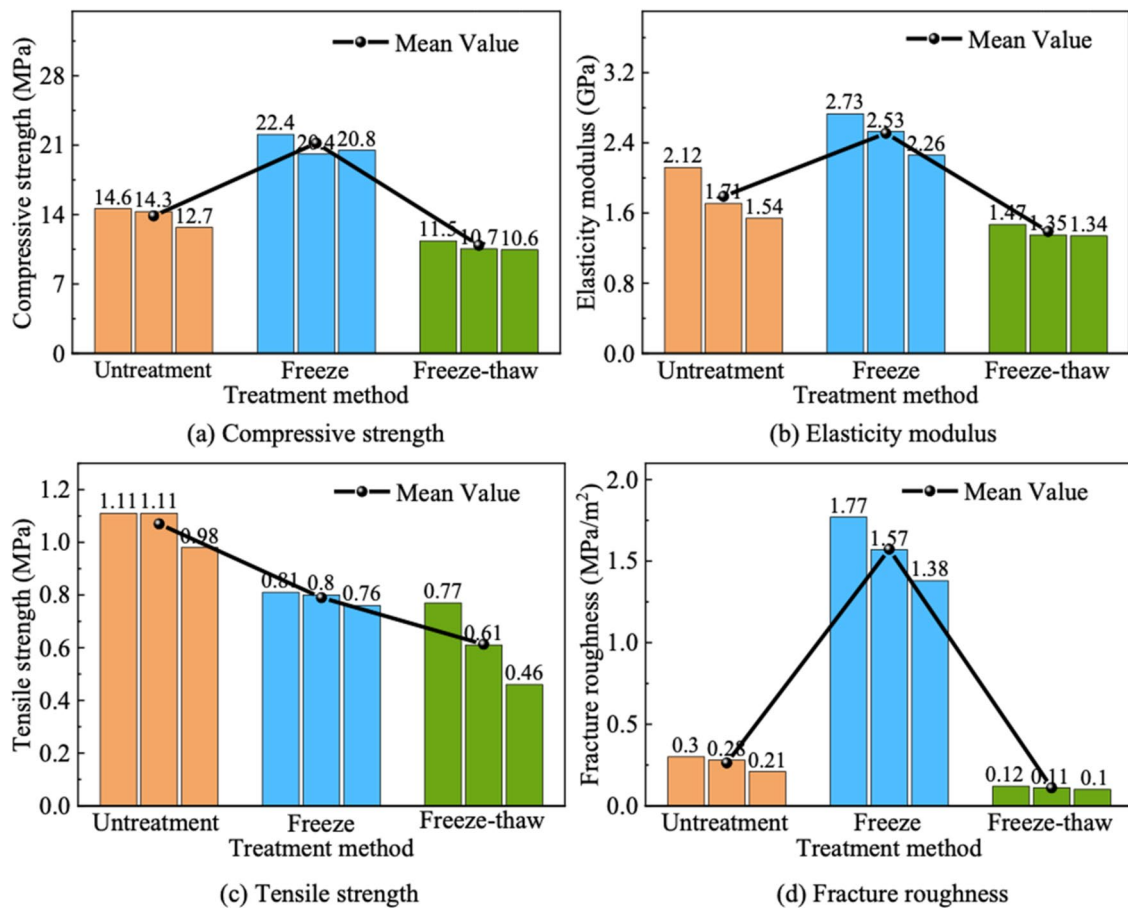 Mean Value
Compressive strength (MPa)
28
21
14
7
0
14.6
14.3
12.7
22.4
20.4
20.8
11.5
10.7
10.6
Untreatment
Freeze
Freeze-thaw
Treatment method
(a) Compressive strength
Mean Value
Elasticity modulus (GPa)
3.2
2.4
1.6
0.8
0.0
2.12
1.71
1.54
2.73
2.53
2.26
1.47
1.35
1.34
Untreatment
Freeze
Freeze-thaw
Treatment method
(b) Elasticity modulus
Mean Value
Tensile strength (MPa)
1.2
1.0
0.8
0.6
0.4
0.2
0.0
1.11
1.11
0.98
0.81
0.8
0.76
0.77
0.61
0.46
Untreatment
Freeze
Freeze-thaw
Treatment method
(c) Tensile strength
Mean Value
Fracture roughness (MPa/m²)
2.0
1.5
1.0
0.5
0.0
0.3
0.28
0.21
1.77
1.57
1.38
0.12
0.11
0.1
Untreatment
Freeze
Freeze-thaw
Treatment method
(d) Fracture roughness